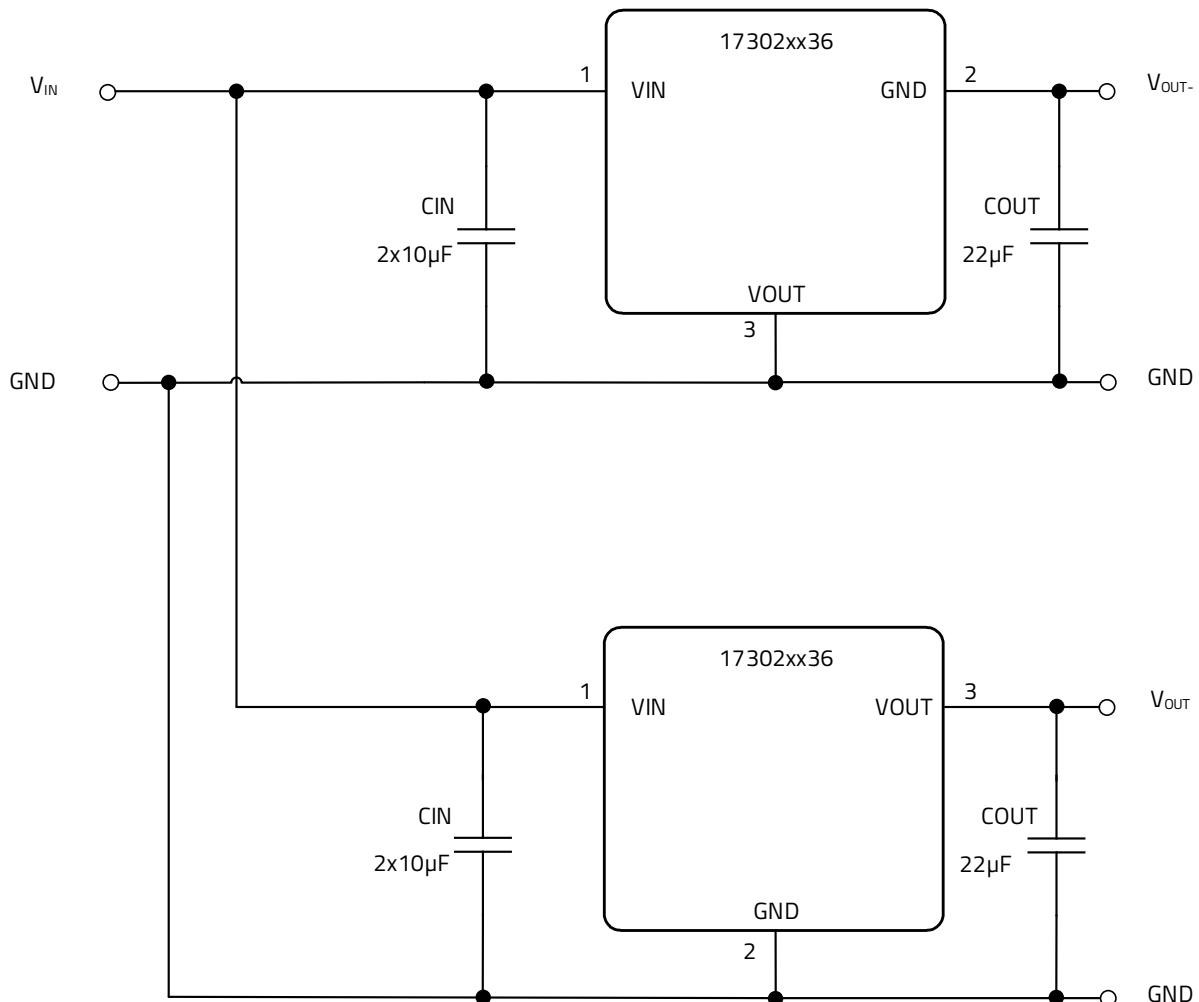 17302xx36
VIN
1
VIN
GND
2
VOUT-
CIN
2x10µF
COUT
22µF
VOUT
3
GND
GND
17302xx36
1
VIN
VOUT
3
VOUT
CIN
2x10µF
COUT
22µF
GND
2
GND